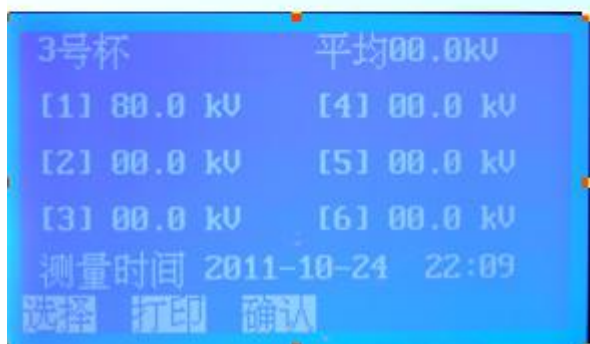 3号杯 平均00.0kV
[1] 80.0 kV [4] 00.0 kV
[2] 00.0 kV [5] 00.0 kV
[3] 00.0 kV [6] 00.0 kV
测量时间 2011-10-24 22:09
选择 打印 确认